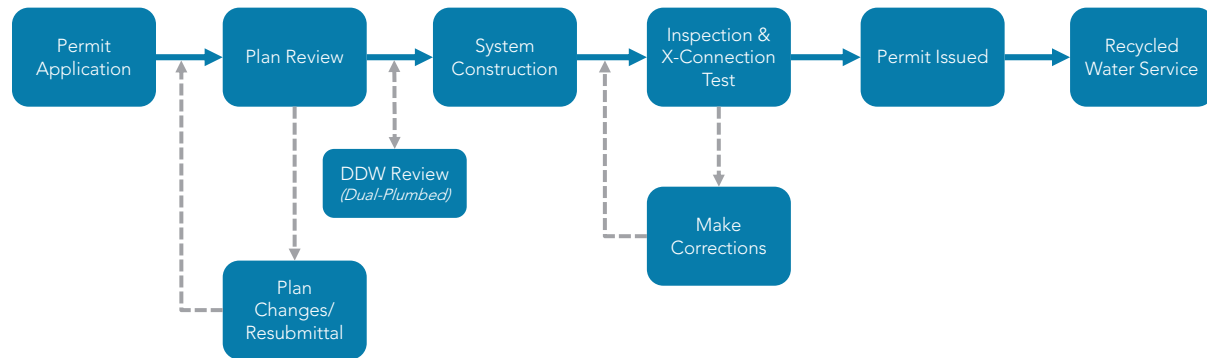 Permit
Application
Plan Review
System
Construction
Inspection &
X-Connection
Test
Permit Issued
Recycled
Water Service
DDW Review
(Dual-Plumbed)
Make
Corrections
Plan
Changes/
Resubmittal